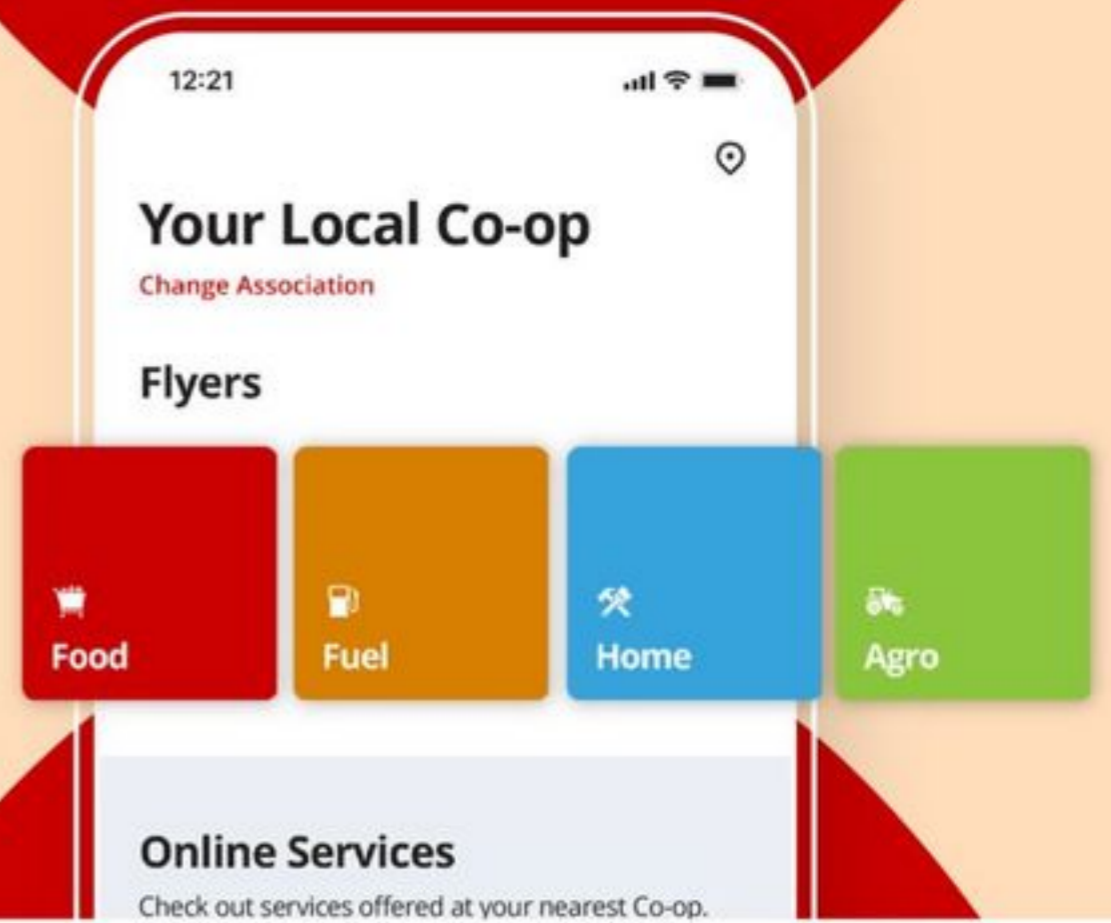 12:21
Your Local Co-op
Change Association
Flyers
Food Fuel Home Agro
Online Services
Check out services offered at your nearest Co-op.